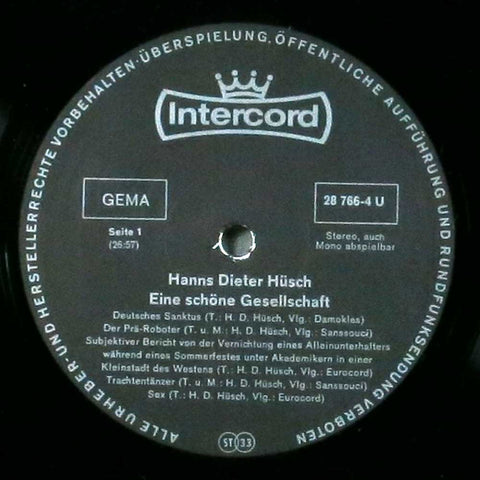 ALLE URHEBER- UND HERSTELLERRECHTE VORBEHALTEN · ÜBERSPIELUNG, ÖFFENTLICHE AUFFÜHRUNG UND RUNDFUNKSENDUNG VERBOTEN
Intercord
GEMA
28 766-4 U
Seite 1
(26:57)
Stereo, auch
Mono abspielbar
Hanns Dieter Hüsch
Eine schöne Gesellschaft
Deutsches Sanktus (T.: H. D. Hüsch, Vlg.: Damokles)
Der Prä-Roboter (T. u. M.: H. D. Hüsch, Vlg.: Sanssouci)
Subjektiver Bericht von der Vernichtung eines Alleinunterhalters
während eines Sommerfestes unter Akademikern in einer
Kleinstadt des Westens (T.: H. D. Hüsch, Vlg.: Eurocord)
Trachtentänzer (T. u. M.: H. D. Hüsch, Vlg.: Sanssouci)
Sex (T.: H. D. Hüsch, Vlg.: Eurocord)
ST 33